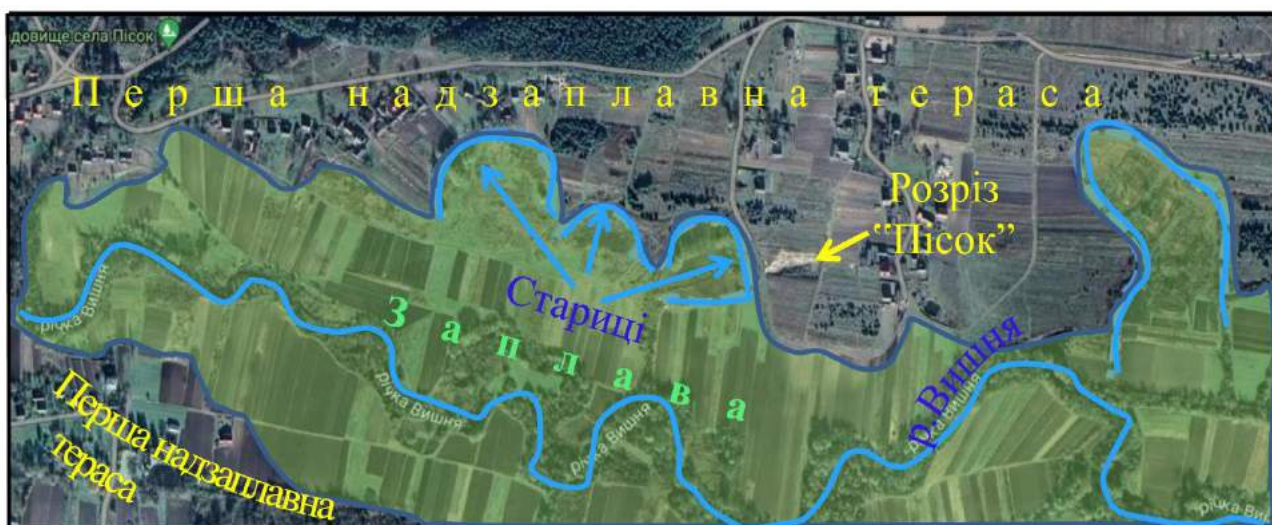 довище села Пісок
Перша надзаплавна тераса
Розріз
“Пісок”
Стариці
Заплава
р. Вишня
річка Вишня
річка Вишня
річка Вишня
річка Вишня
річка Вишня
Перша надзаплавна
тераса